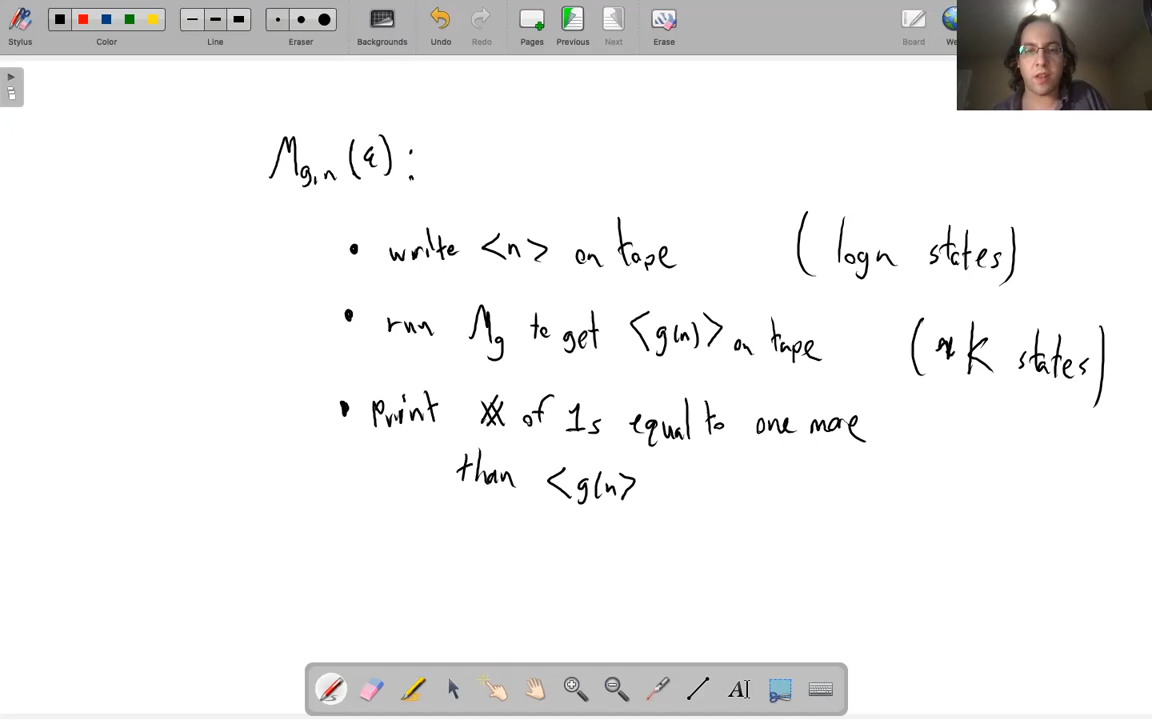 Stylus
Color
Line
Eraser
Backgrounds
Undo
Redo
Pages
Previous
Next
Erase
Board
We
M_{g,n}(ε):
• write <n> on tape (log n states)
• run M_g to get <g(n)> on tape (≈ K states)
• print # of 1s equal to one more
than <g(n>